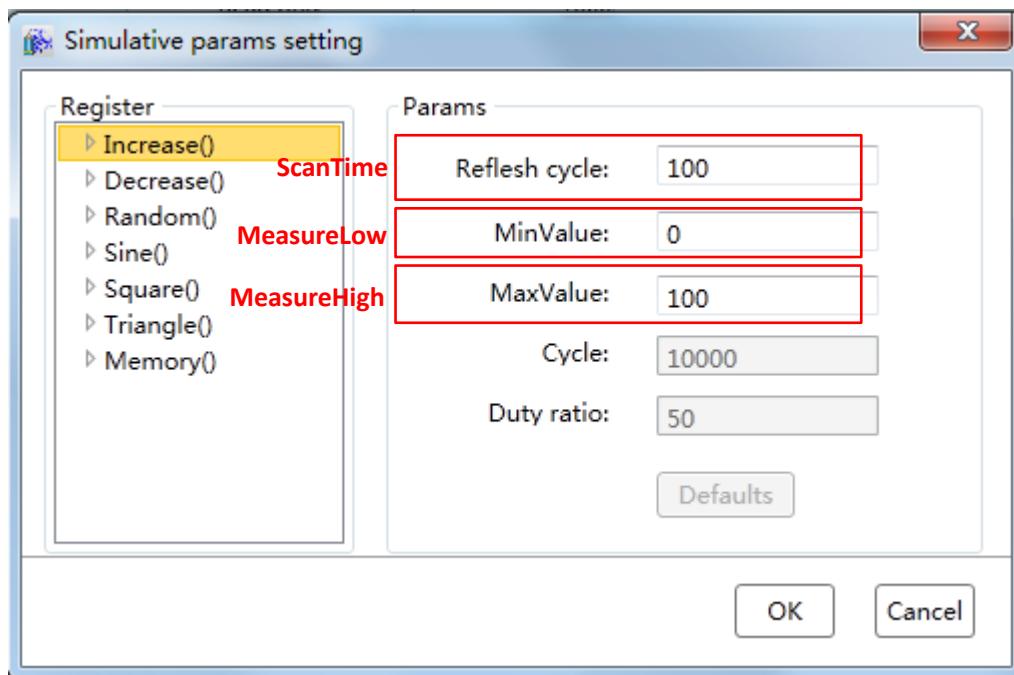 Simulative params setting
Register
Increase()
Decrease()
Random()
Sine()
Square()
Triangle()
Memory()
Params
ScanTime
Reflesh cycle: 100
MeasureLow
MinValue: 0
MeasureHigh
MaxValue: 100
Cycle: 10000
Duty ratio: 50
Defaults
OK Cancel